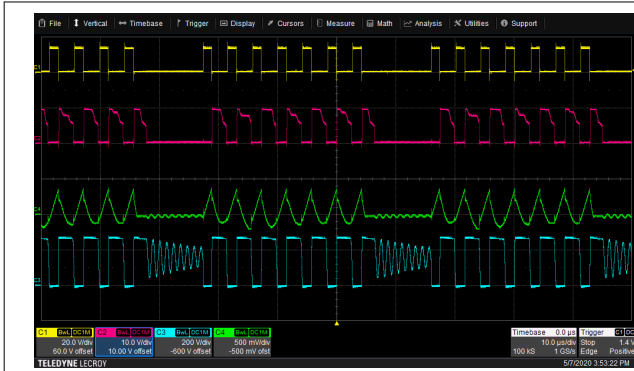 File Vertical Timebase Trigger Display Cursors Measure Math Analysis Utilities Support
C1
C4
C3
C1 BwL DC1M C2 BwL DC1M C3 BwL DC1M C4 BwL DC1M
20.0 V/div 10.0 V/div 200 V/div 500 mV/div
60.0 V offset 10.00 V offset -600 V offset -500 mV ofst
Timebase 0.0 µs Trigger C1 DC
10.0 µs/div Stop 1.4 V
100 kS 1 GS/s Edge Positive
TELEDYNE LECROY 5/7/2020 3:53:22 PM